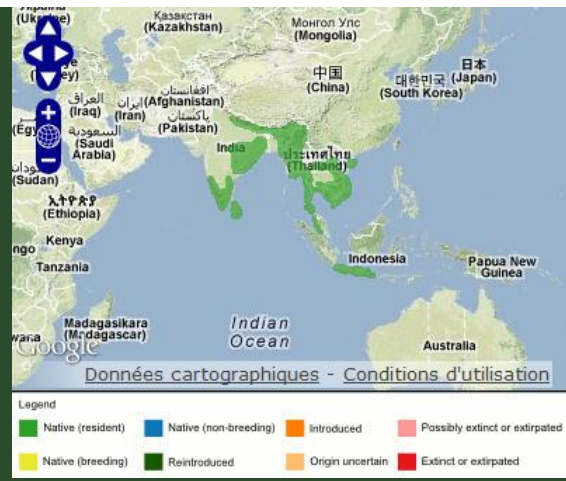 Україна
(Ukraine)
Қазақстан
(Kazakhstan)
Монгол Улс
(Mongolia)
中国
(China)
日本
(Japan)
대한민국
(South Korea)
افغانستان
(Afghanistan)
ایران
(Iran)
العراق
(Iraq)
پاکستان
(Pakistan)
السعودية
(Saudi
Arabia)
(Sudan)
India
ประเทศไทย
(Thailand)
(Ethiopia)
Kenya
Tanzania
Indonesia
Papua New
Guinea
Madagasikara
(Madagascar)
Indian
Ocean
Australia
Google
Données cartographiques - Conditions d'utilisation
Legend
Native (resident)
Native (non-breeding)
Introduced
Possibly extinct or extirpated
Native (breeding)
Reintroduced
Origin uncertain
Extinct or extirpated